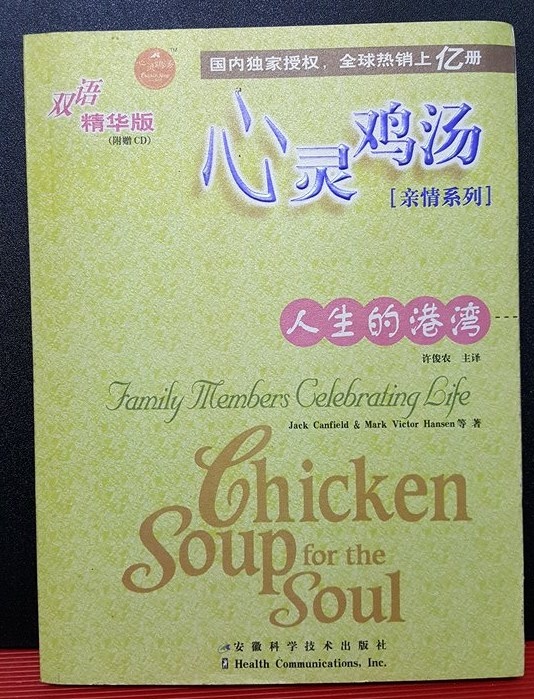 国内独家授权，全球热销上亿册
双语
精华版
(附赠CD)
心灵鸡汤
[亲情系列]
人生的港湾
许俊农 主译
Family Members Celebrating Life
Jack Canfield & Mark Victor Hansen等 著
Chicken
Soup for the
Soul
安徽科学技术出版社
Health Communications, Inc.